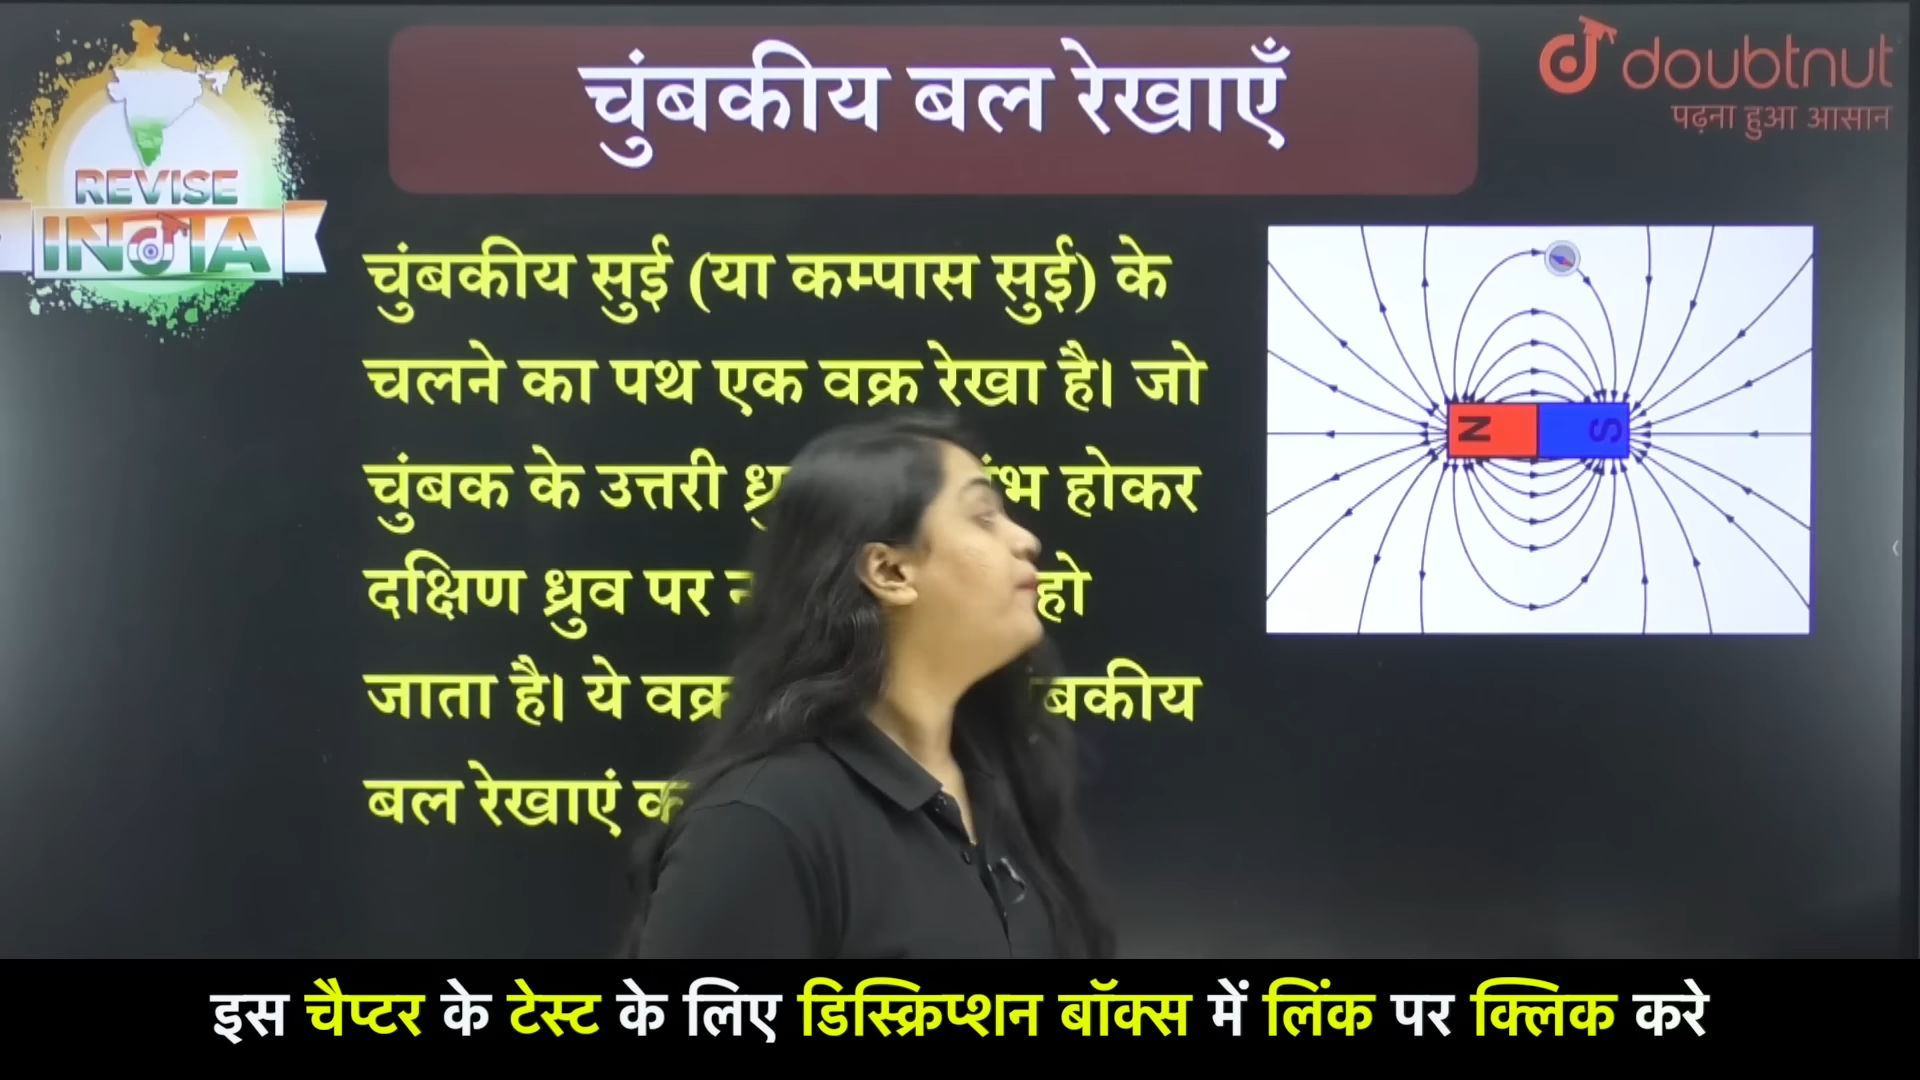 चुंबकीय बल रेखाएँ
doubtnut
पढ़ना हुआ आसान
REVISE
INDIA
चुंबकीय सुई (या कम्पास सुई) के
चलने का पथ एक वक्र रेखा है। जो
चुंबक के उत्तरी होकर
दक्षिण ध्रुव पर हो
जाता है। ये वक्र
बल रेखाएं
N
S
इस चैप्टर के टेस्ट के लिए डिस्क्रिप्शन बॉक्स में लिंक पर क्लिक करे